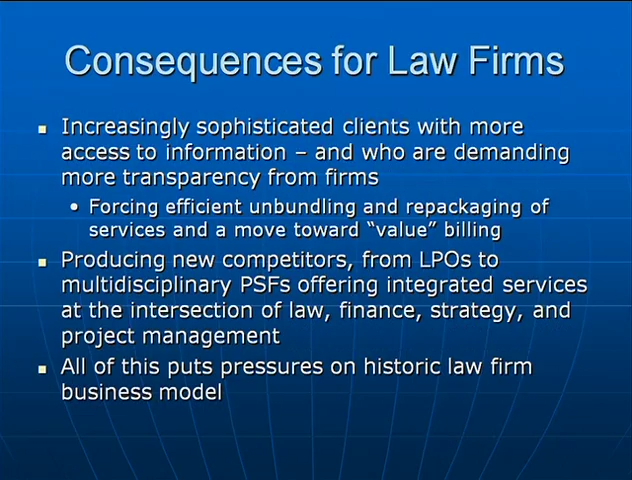 Consequences for Law Firms
Increasingly sophisticated clients with more
access to information – and who are demanding
more transparency from firms
Forcing efficient unbundling and repackaging of
services and a move toward “value” billing
Producing new competitors, from LPOs to
multidisciplinary PSFs offering integrated services
at the intersection of law, finance, strategy, and
project management
All of this puts pressures on historic law firm
business model